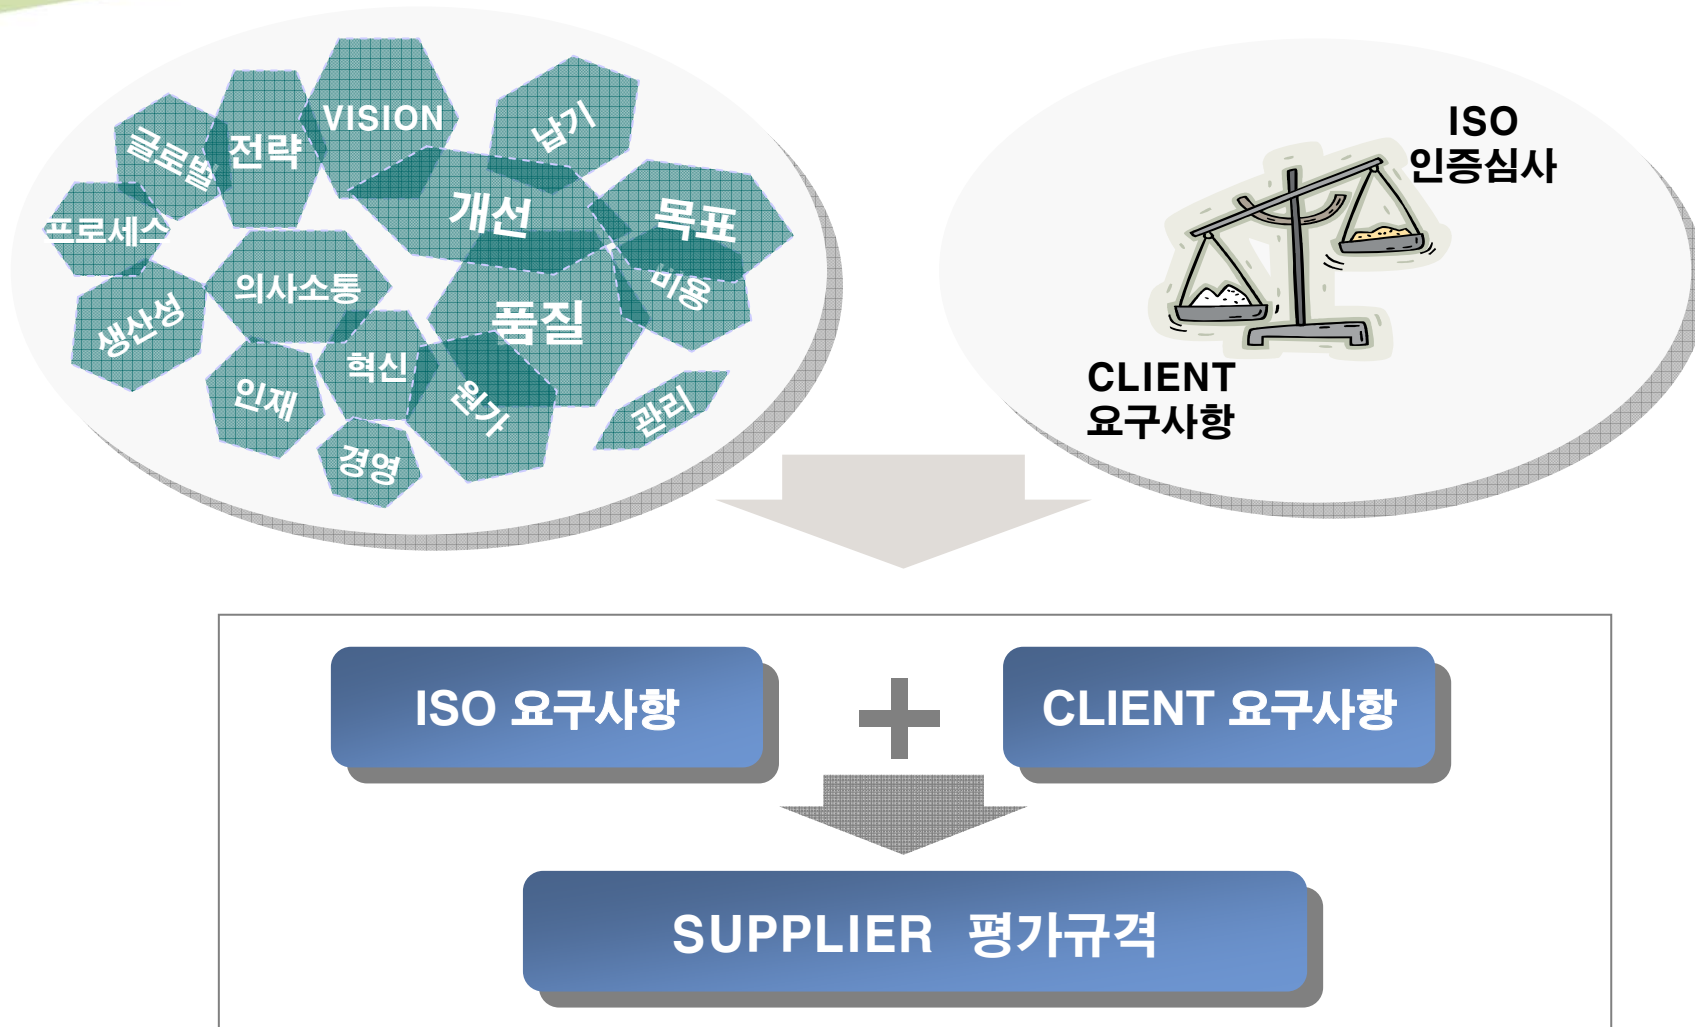 VISION
납기
글로벌
전략
개선
목표
프로세스
의사소통
비용
생산성
품질
혁신
인재
원가
관리
경영
ISO
인증심사
CLIENT
요구사항
ISO 요구사항
CLIENT 요구사항
SUPPLIER 평가규격